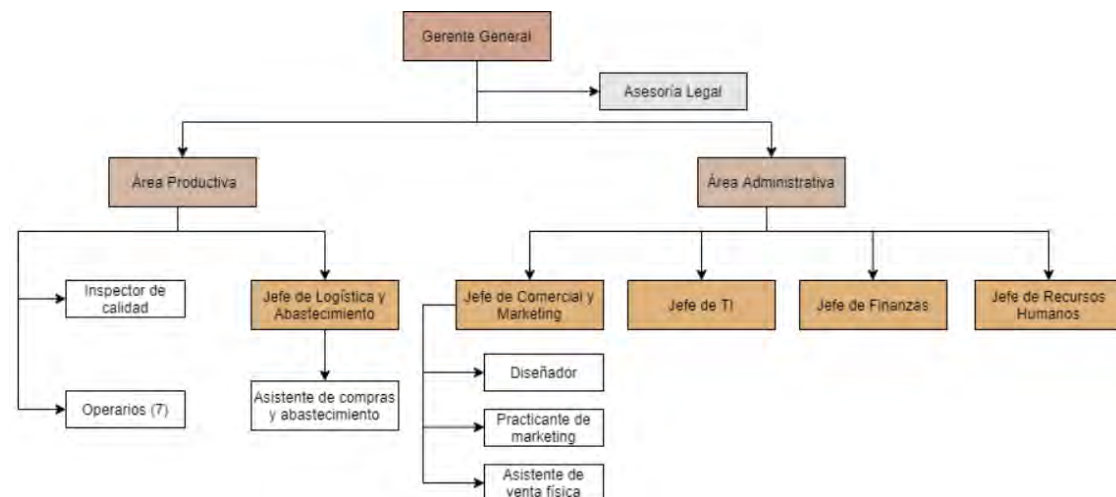 Gerente General
Asesoría Legal
Área Productiva
Área Administrativa
Inspector de
calidad
Jefe de Logística y
Abastecimiento
Jefe de Comercial y
Marketing
Jefe de TI
Jefe de Finanzas
Jefe de Recursos
Humanos
Operarios (7)
Asistente de compras
y abastecimiento
Diseñador
Practicante de
marketing
Asistente de
venta física